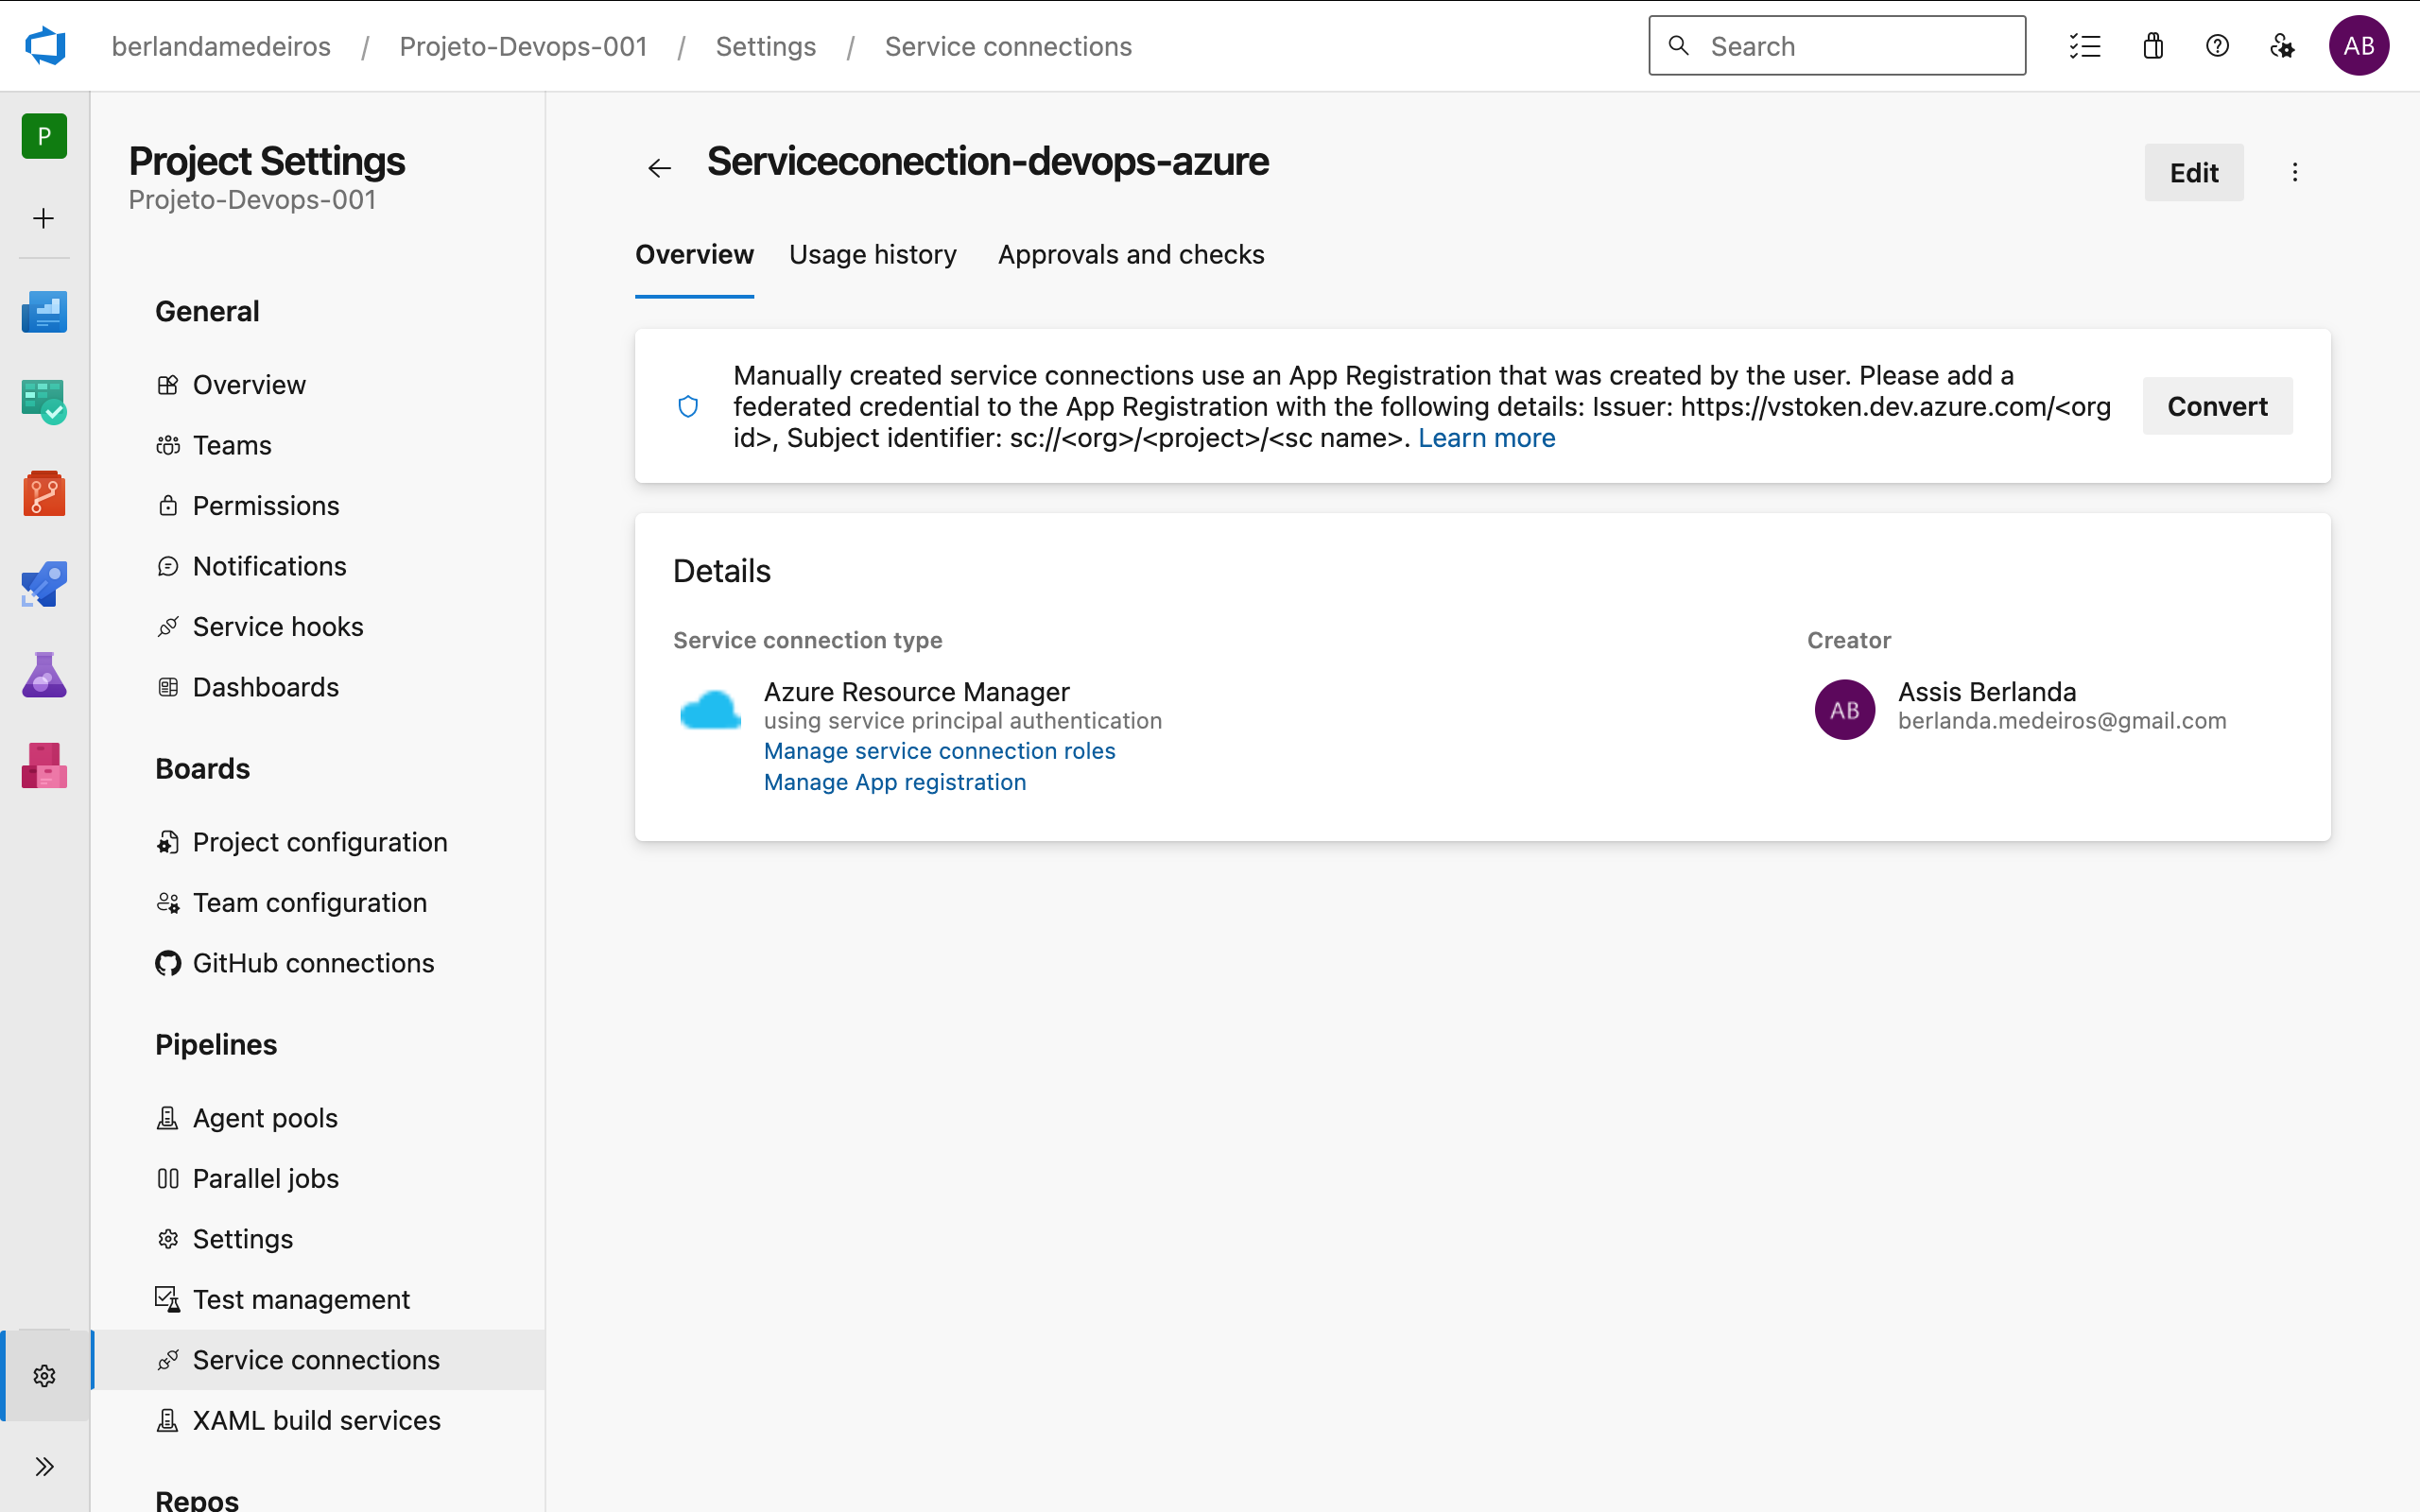 berlandamedeiros / Projeto-Devops-001 / Settings / Service connections
Search
AB
P
Project Settings
Projeto-Devops-001
General
Overview
Teams
Permissions
Notifications
Service hooks
Dashboards
Boards
Project configuration
Team configuration
GitHub connections
Pipelines
Agent pools
Parallel jobs
Settings
Test management
Service connections
XAML build services
Repos
Serviceconection-devops-azure
Edit
Overview Usage history Approvals and checks
Manually created service connections use an App Registration that was created by the user. Please add a
federated credential to the App Registration with the following details: Issuer: https://vstoken.dev.azure.com/<org
id>, Subject identifier: sc://<org>/<project>/<sc name>. Learn more
Convert
Details
Service connection type
Azure Resource Manager
using service principal authentication
Manage service connection roles
Manage App registration
Creator
AB
Assis Berlanda
berlanda.medeiros@gmail.com